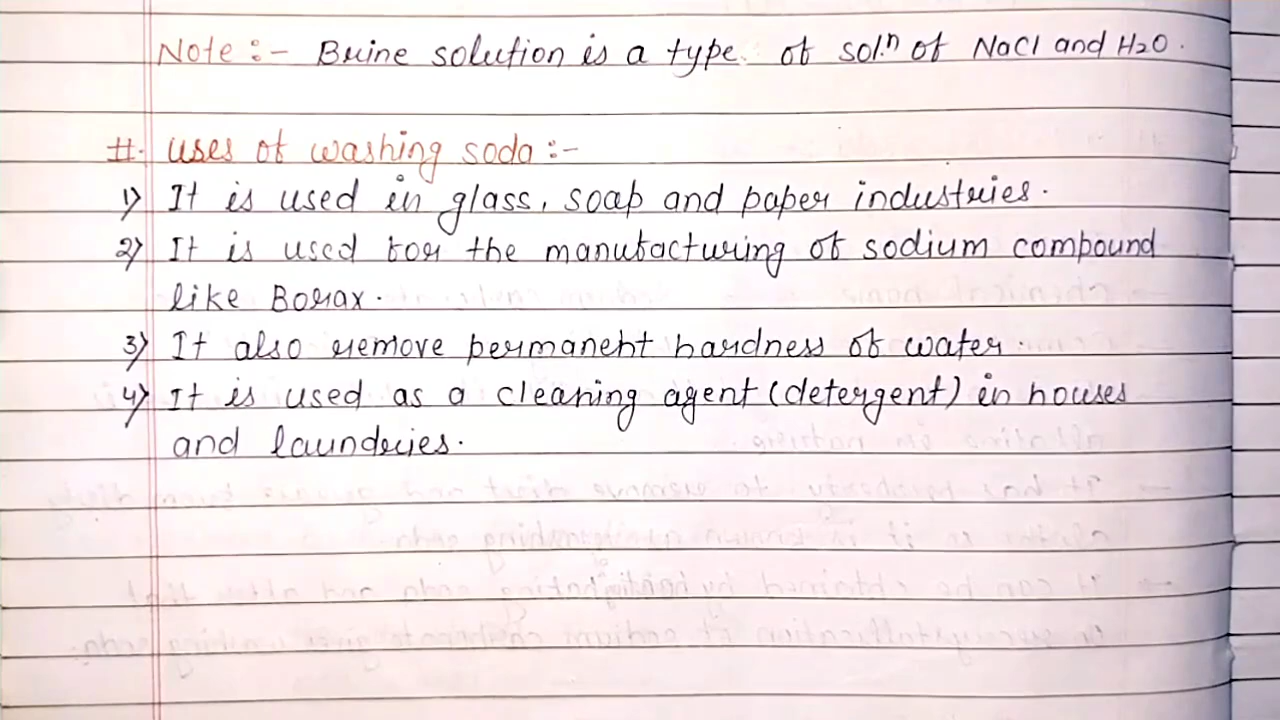 Note :- Brine solution is a type of sol.n of NaCl and H2O.
#. uses of washing soda :-
1) It is used in glass, soap and paper industries.
2) It is used for the manufacturing of sodium compound
like Borax.
3) It also remove permanent hardness of water.
4) It is used as a cleaning agent (detergent) in houses
and laundries.